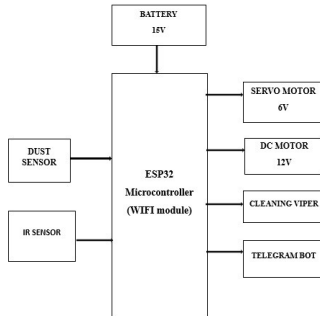 BATTERY
15V
SERVO MOTOR
6V
DUST
SENSOR
DC MOTOR
12V
ESP32
Microcontroller
(WIFI module)
CLEANING VIPER
IR SENSOR
TELEGRAM BOT